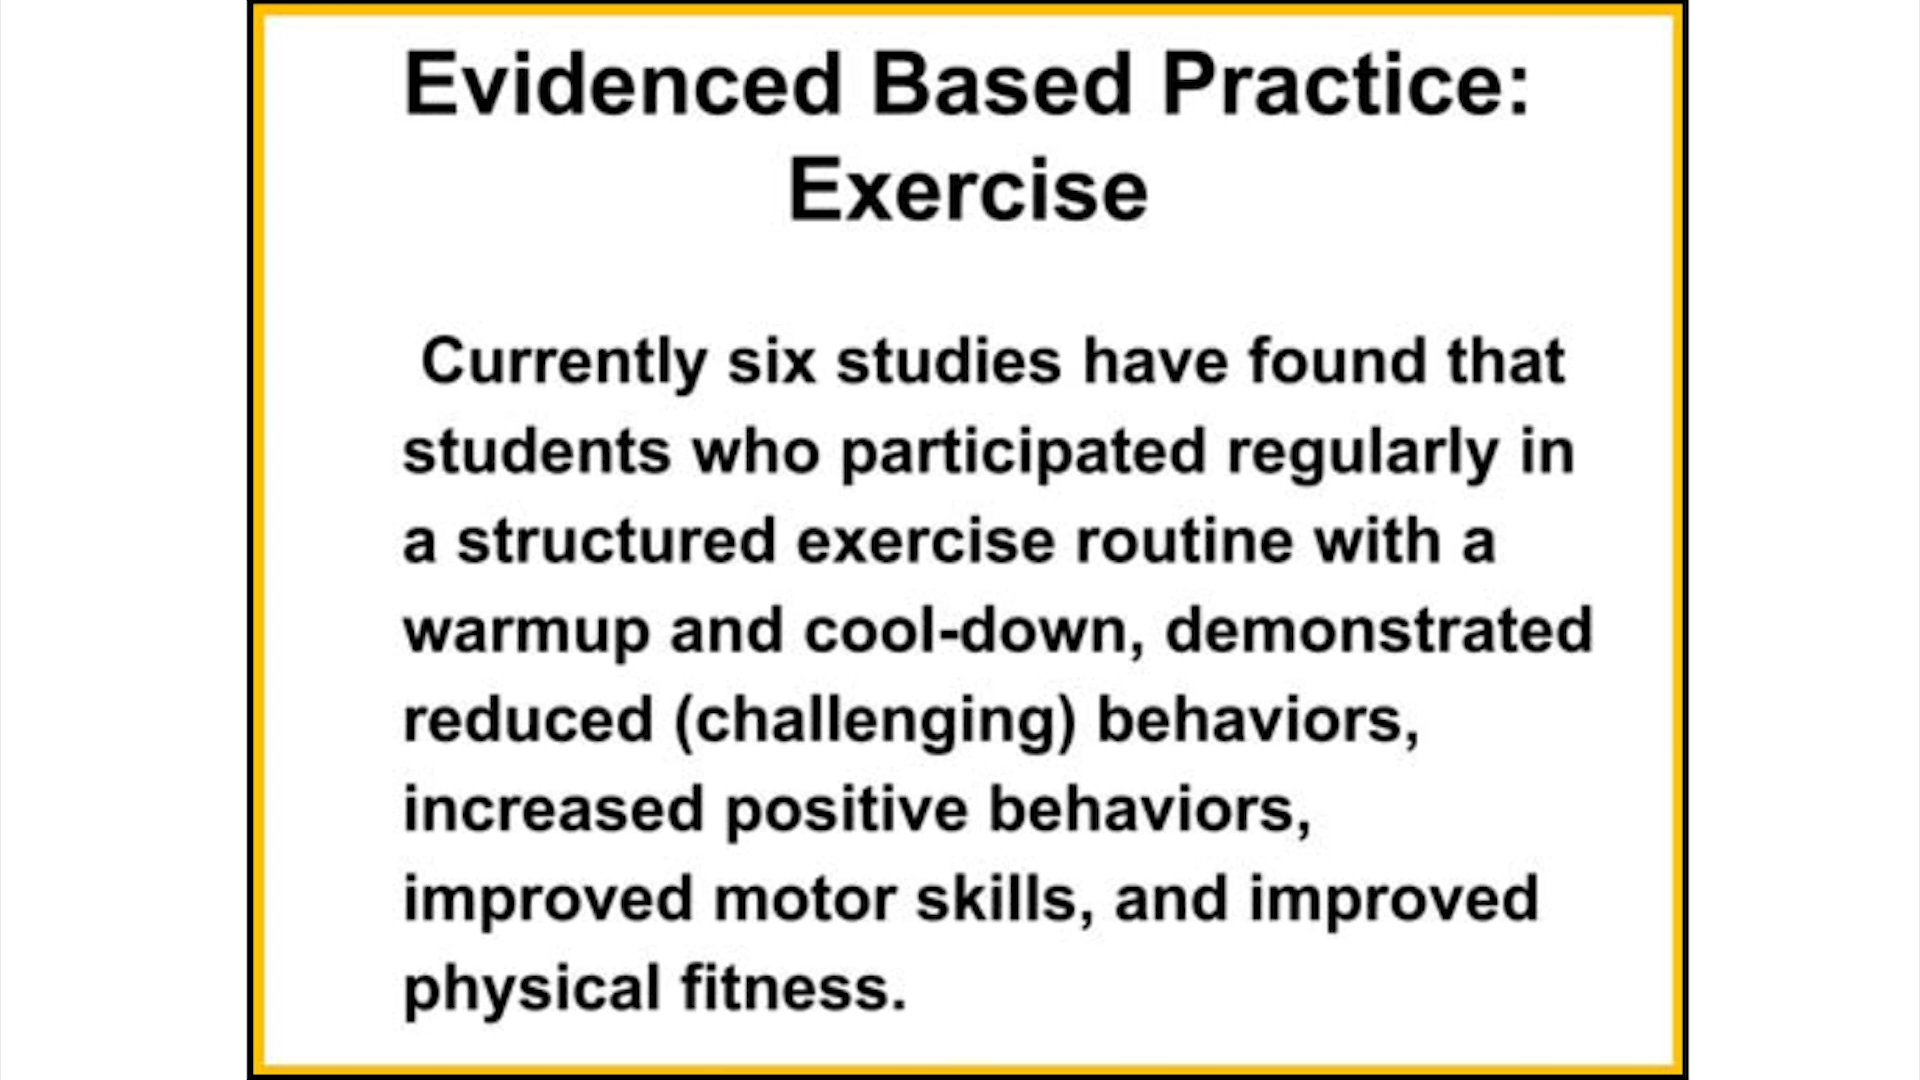 Evidenced Based Practice:
Exercise
Currently six studies have found that
students who participated regularly in
a structured exercise routine with a
warmup and cool-down, demonstrated
reduced (challenging) behaviors,
increased positive behaviors,
improved motor skills, and improved
physical fitness.